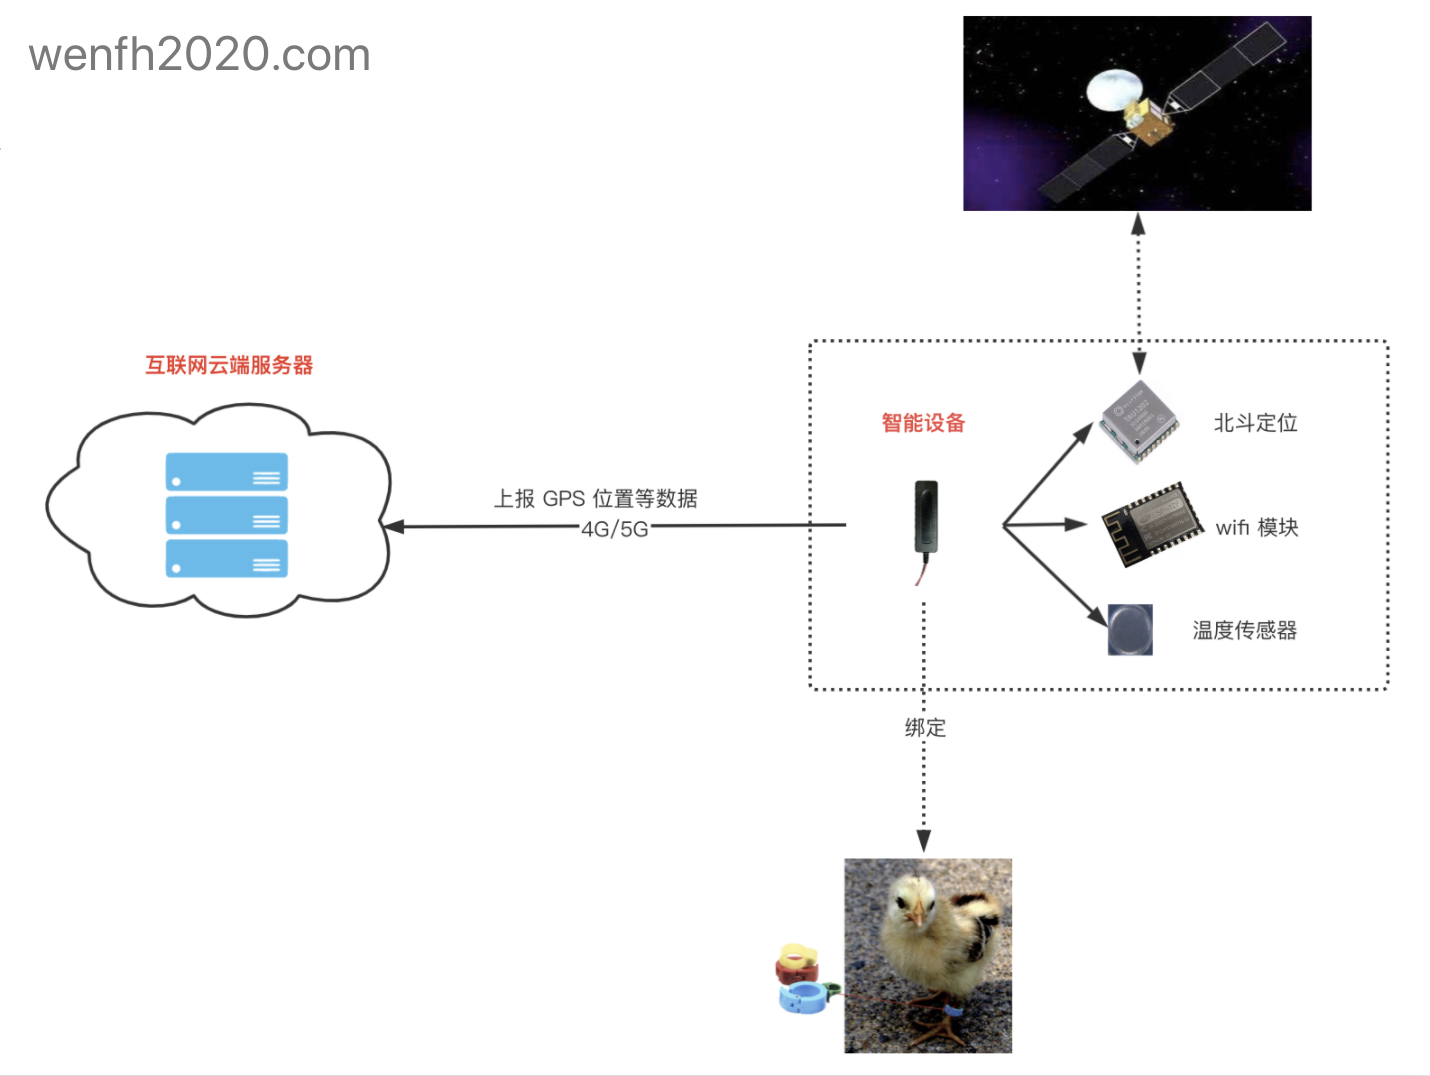 wenfh2020.com
互联网云端服务器
智能设备
北斗定位
上报 GPS 位置等数据
4G/5G
wifi 模块
温度传感器
绑定